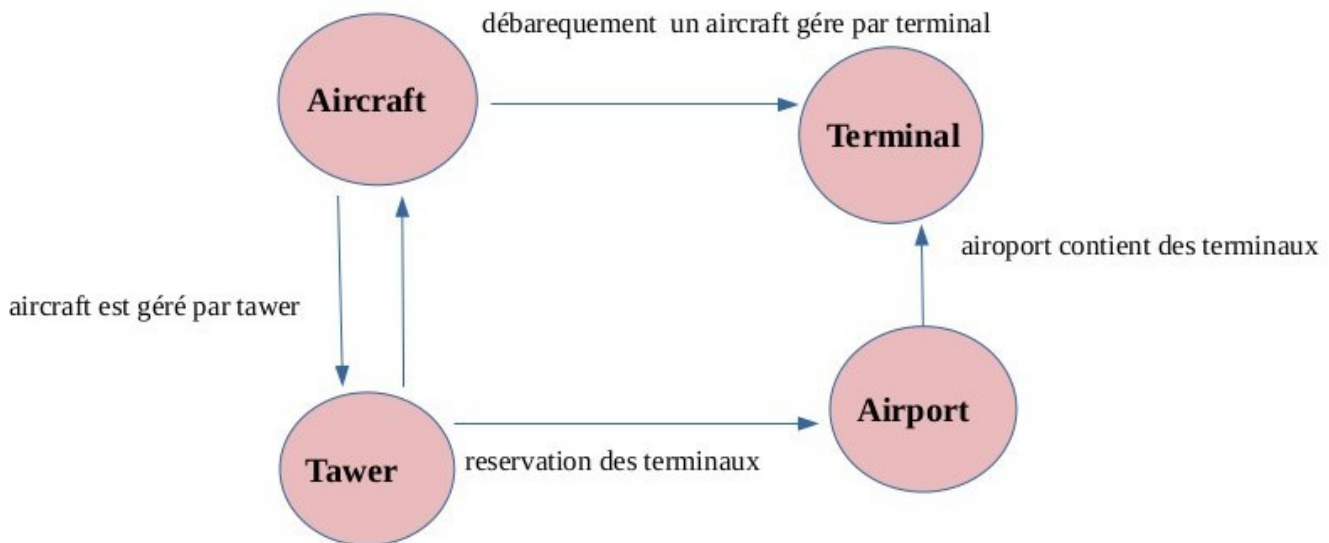 débarequement un aircraft gére par terminal
Aircraft
Terminal
airoport contient des terminaux
aircraft est géré par tawer
Airport
Tawer
reservation des terminaux